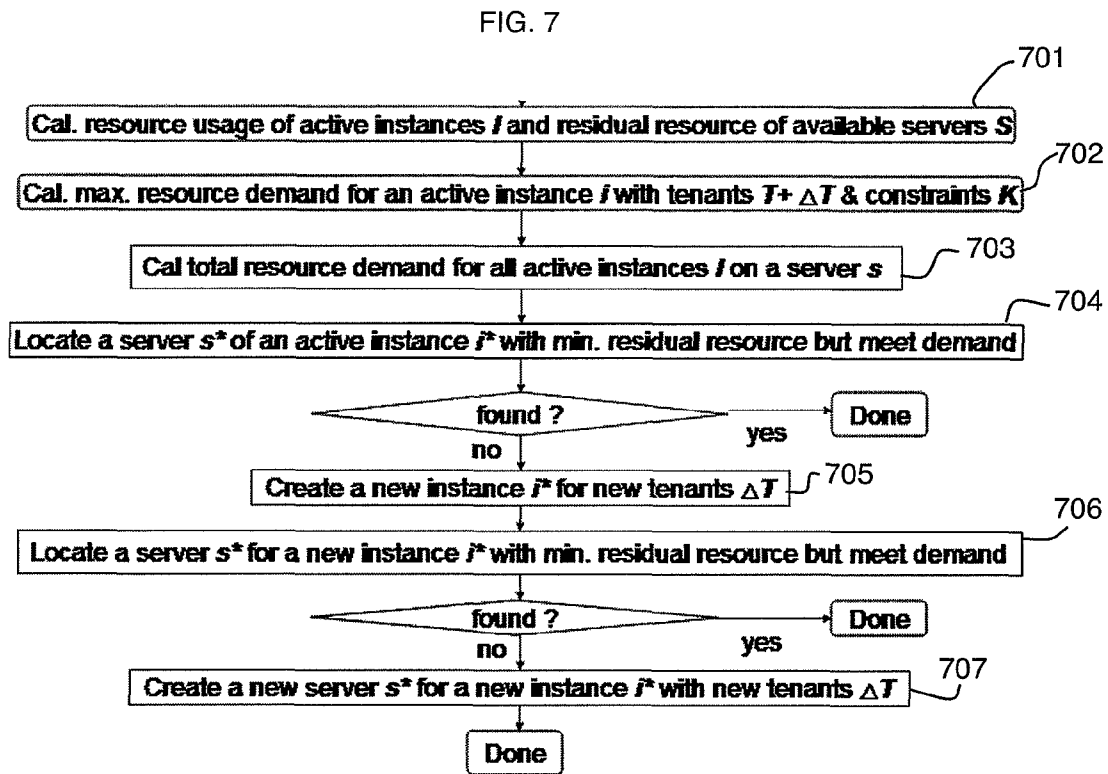 FIG. 7
701
Cal. resource usage of active instances I and residual resource of available servers S
702
Cal. max. resource demand for an active instance i with tenants T+ △T & constraints K
703
Cal total resource demand for all active instances I on a server s
704
Locate a server s* of an active instance i* with min. residual resource but meet demand
found ?
yes
Done
no
705
Create a new instance i* for new tenants △T
706
Locate a server s* for a new instance i* with min. residual resource but meet demand
found ?
yes
Done
no
707
Create a new server s* for a new instance i* with new tenants △T
Done